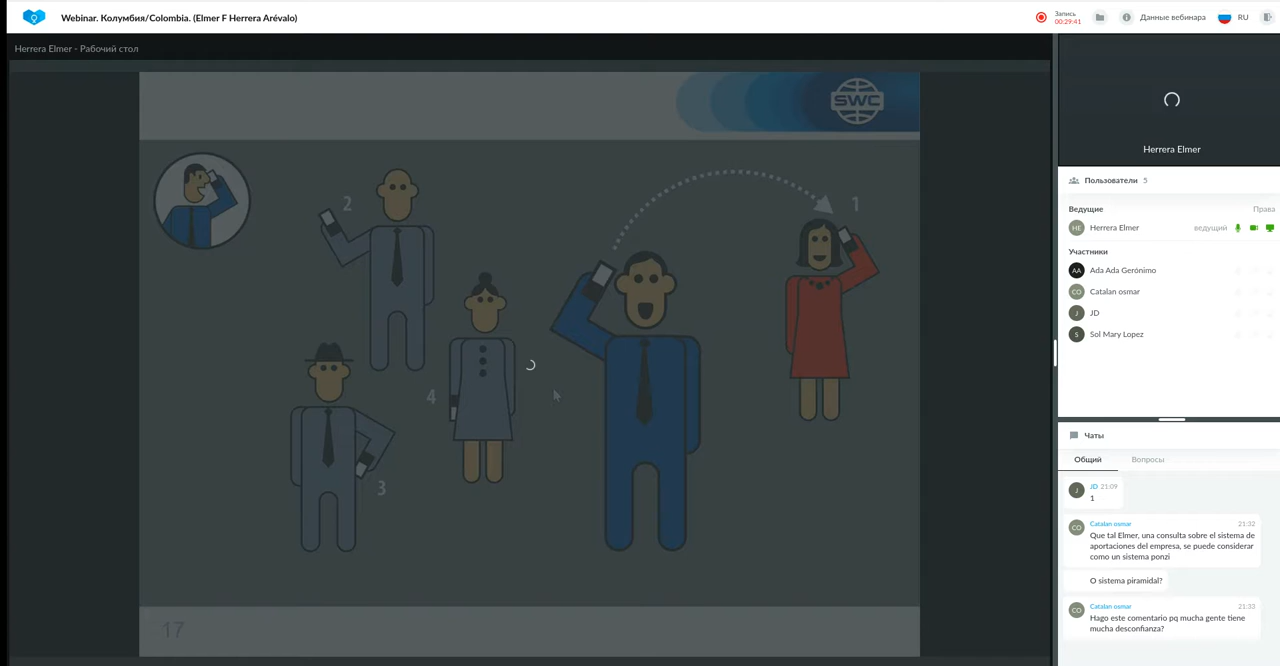 Webinar. Колумбия/Colombia. (Elmer F Herrera Arévalo)
Запись
00:29:41
Данные вебинара
RU
Herrera Elmer - Рабочий стол
SWC
1
2
3
4
17
Herrera Elmer
Пользователи 5
Ведущие Права
HE Herrera Elmer ведущий
Участники
AA Ada Ada Gerónimo
CO Catalan osmar
J JD
S Sol Mary Lopez
Чаты
Общий Вопросы
J JD 21:09
1
CO Catalan osmar 21:32
Que tal Elmer, una consulta sobre el sistema de
aportaciones del empresa, se puede considerar
como un sistema ponzi
O sistema piramidal?
CO Catalan osmar 21:33
Hago este comentario pq mucha gente tiene
mucha desconfianza?